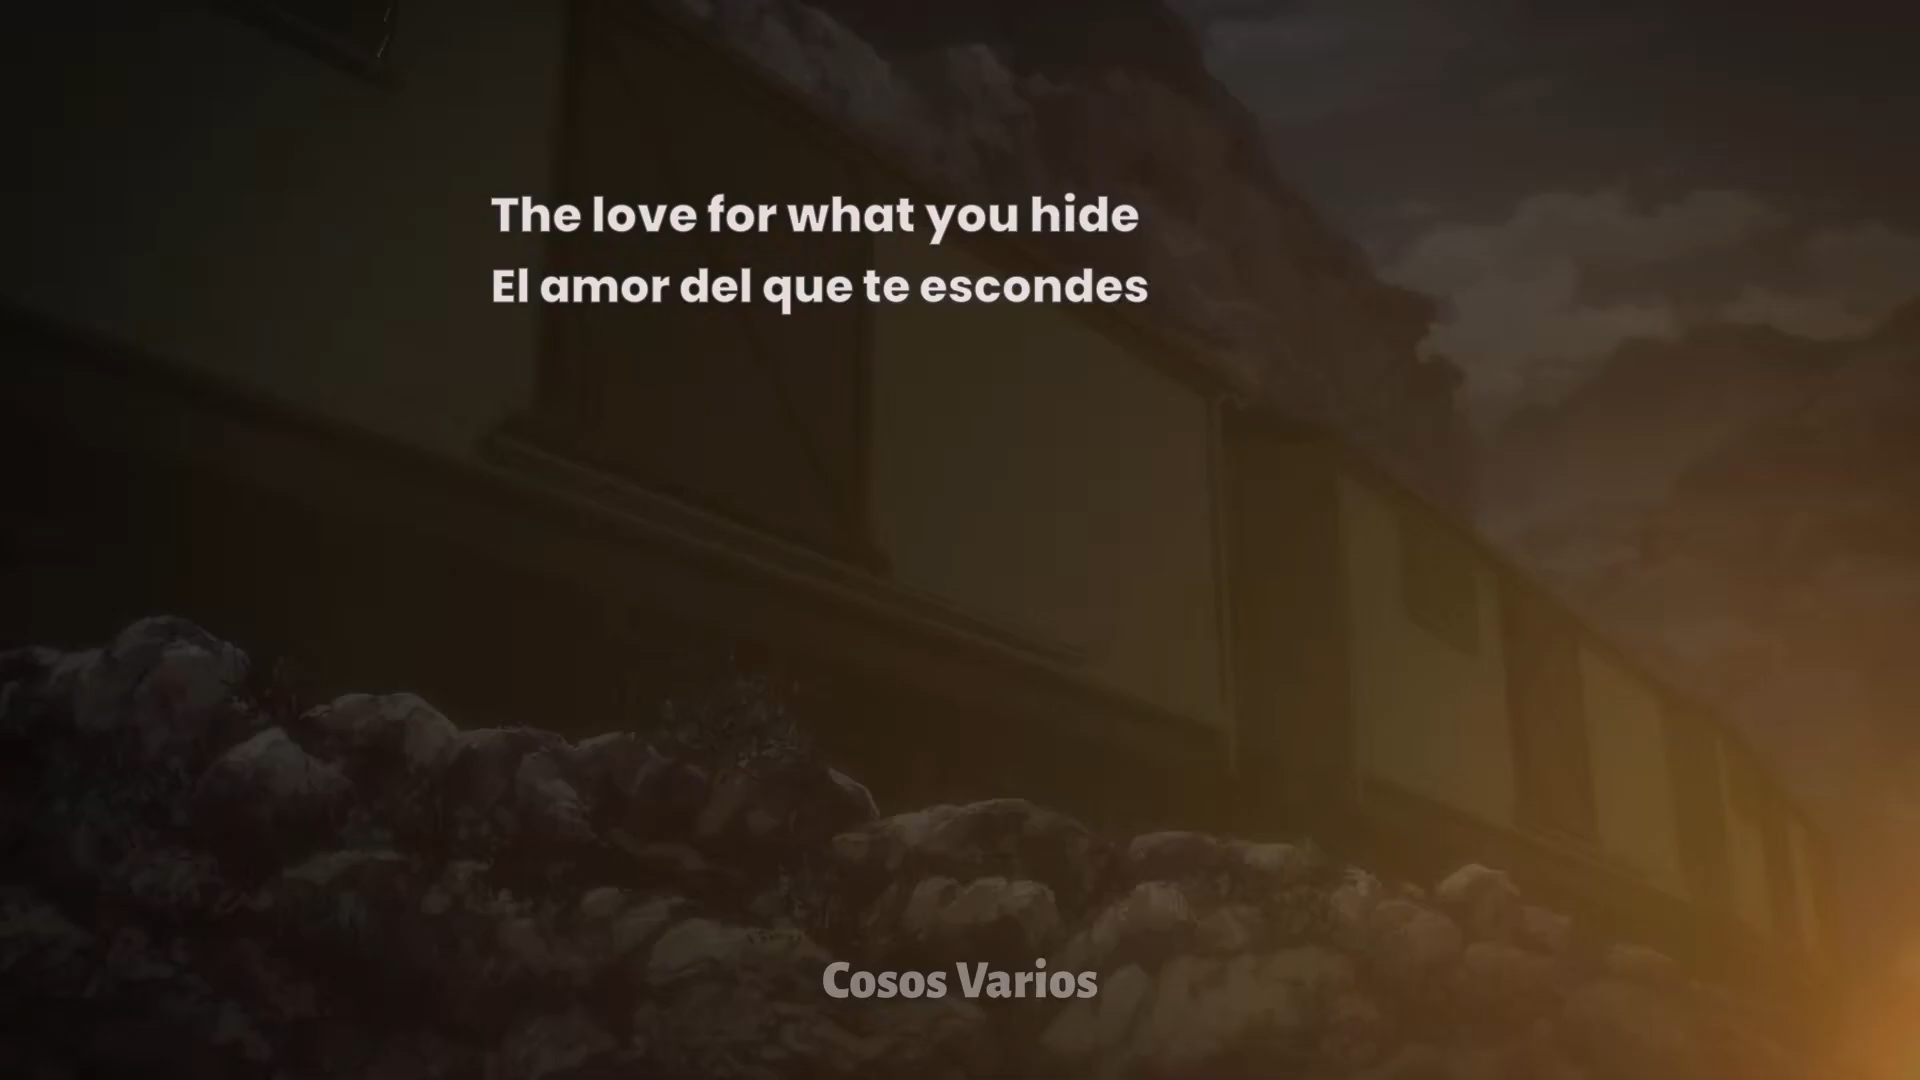 The love for what you hide
El amor del que te escondes
Cosos Varios